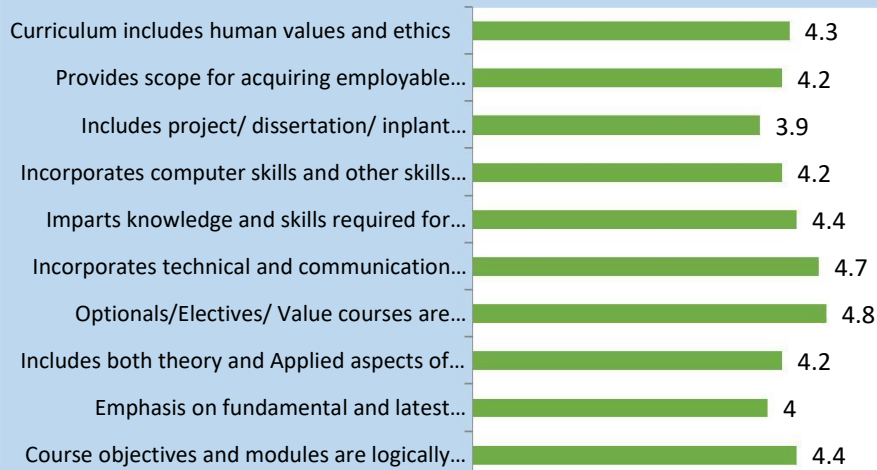 Curriculum includes human values and ethics 4.3
Provides scope for acquiring employable... 4.2
Includes project/ dissertation/ inplant... 3.9
Incorporates computer skills and other skills... 4.2
Imparts knowledge and skills required for... 4.4
Incorporates technical and communication... 4.7
Optionals/Electives/ Value courses are... 4.8
Includes both theory and Applied aspects of... 4.2
Emphasis on fundamental and latest... 4
Course objectives and modules are logically... 4.4